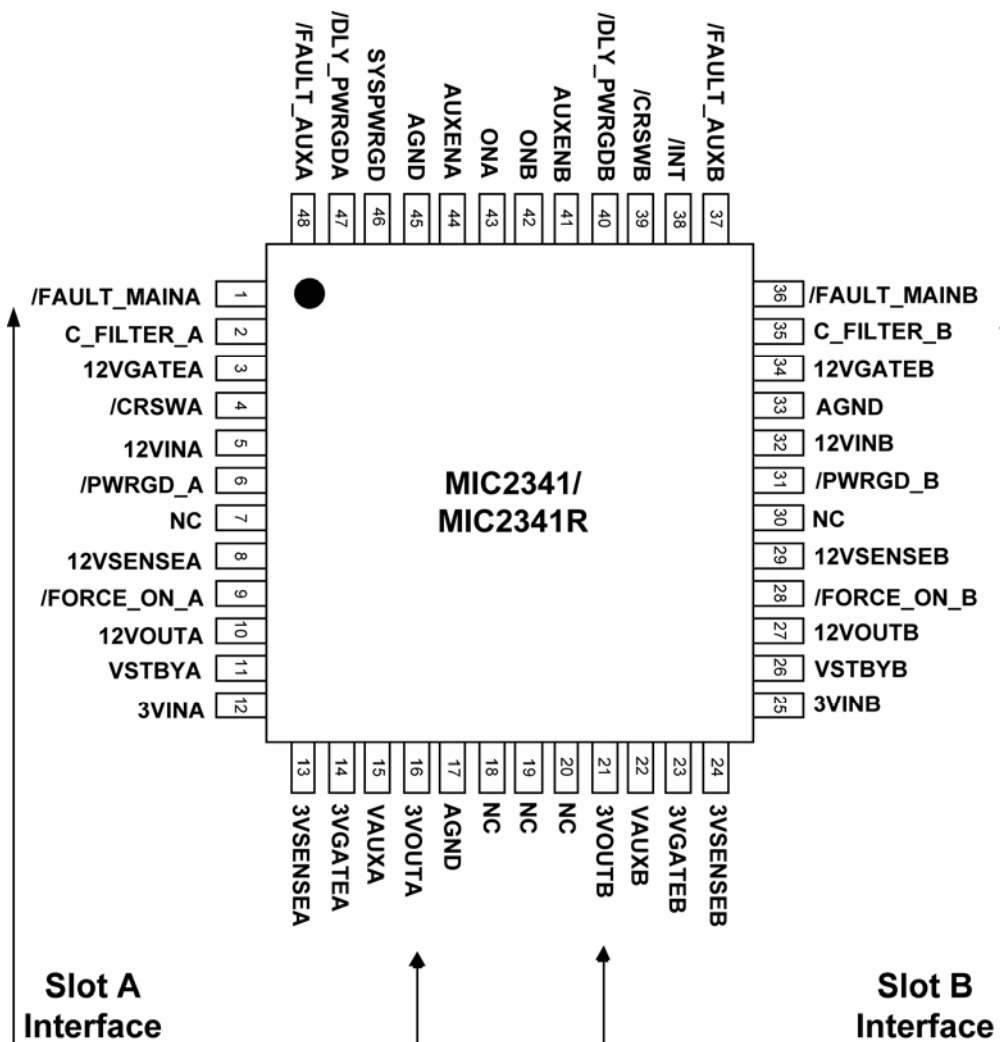 /FAULT_AUXA
/DLY_PWRGDA
SYSPWRGD
AGND
AUXENA
ONA
ONB
AUXENB
/DLY_PWRGDB
/CRSWB
/INT
/FAULT_AUXB
48
47
46
45
44
43
42
41
40
39
38
37
/FAULT_MAINA 1
C_FILTER_A 2
12VGATEA 3
/CRSWA 4
12VINA 5
/PWRGD_A 6
NC 7
12VSENSEA 8
/FORCE_ON_A 9
12VOUTA 10
VSTBYA 11
3VINA 12
MIC2341/
MIC2341R
36 /FAULT_MAINB
35 C_FILTER_B
34 12VGATEB
33 AGND
32 12VINB
31 /PWRGD_B
30 NC
29 12VSENSEB
28 /FORCE_ON_B
27 12VOUTB
26 VSTBYB
25 3VINB
13
14
15
16
17
18
19
20
21
22
23
24
3VSENSEA
3VGATEA
VAUXA
3VOUTA
AGND
NC
NC
NC
3VOUTB
VAUXB
3VGATEB
3VSENSEB
Slot A
Interface
Slot B
Interface